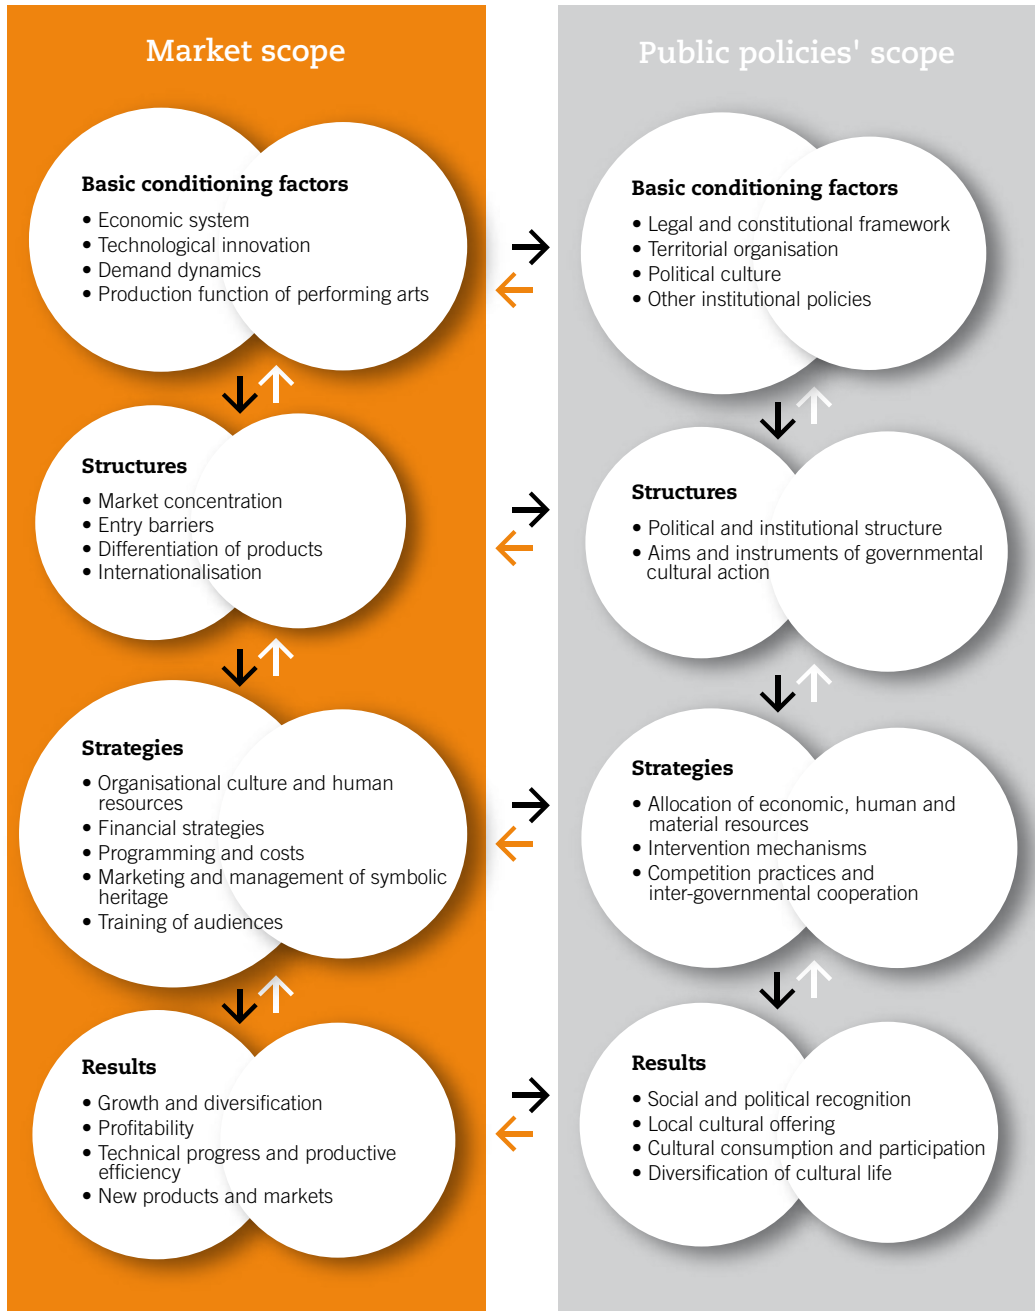 Market scope
Basic conditioning factors
• Economic system
• Technological innovation
• Demand dynamics
• Production function of performing arts
Structures
• Market concentration
• Entry barriers
• Differentiation of products
• Internationalisation
Strategies
• Organisational culture and human
resources
• Financial strategies
• Programming and costs
• Marketing and management of symbolic
heritage
• Training of audiences
Results
• Growth and diversification
• Profitability
• Technical progress and productive
efficiency
• New products and markets
Public policies' scope
Basic conditioning factors
• Legal and constitutional framework
• Territorial organisation
• Political culture
• Other institutional policies
Structures
• Political and institutional structure
• Aims and instruments of governmental
cultural action
Strategies
• Allocation of economic, human and
material resources
• Intervention mechanisms
• Competition practices and
inter-governmental cooperation
Results
• Social and political recognition
• Local cultural offering
• Cultural consumption and participation
• Diversification of cultural life